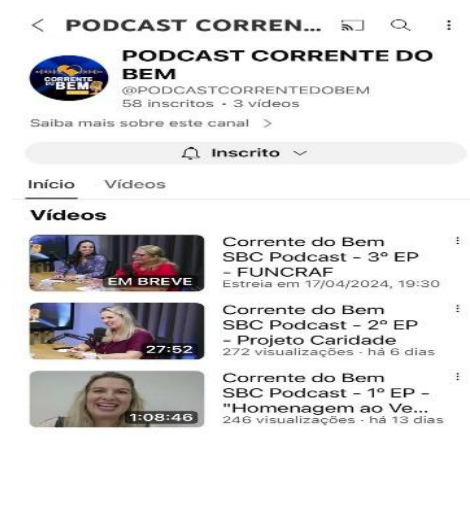 PODCAST CORREN...
CORRENTE
DO BEM
PODCAST CORRENTE DO
BEM
@PODCASTCORRENTEDOBEM
58 inscritos · 3 vídeos
Saiba mais sobre este canal >
Inscrito
Início Vídeos
Vídeos
EM BREVE
Corrente do Bem
SBC Podcast - 3º EP
- FUNCRAF
Estreia em 17/04/2024, 19:30
27:52
Corrente do Bem
SBC Podcast - 2º EP
- Projeto Caridade
272 visualizações · há 6 dias
1:08:46
Corrente do Bem
SBC Podcast - 1º EP -
"Homenagem ao Ve...
246 visualizações · há 13 dias